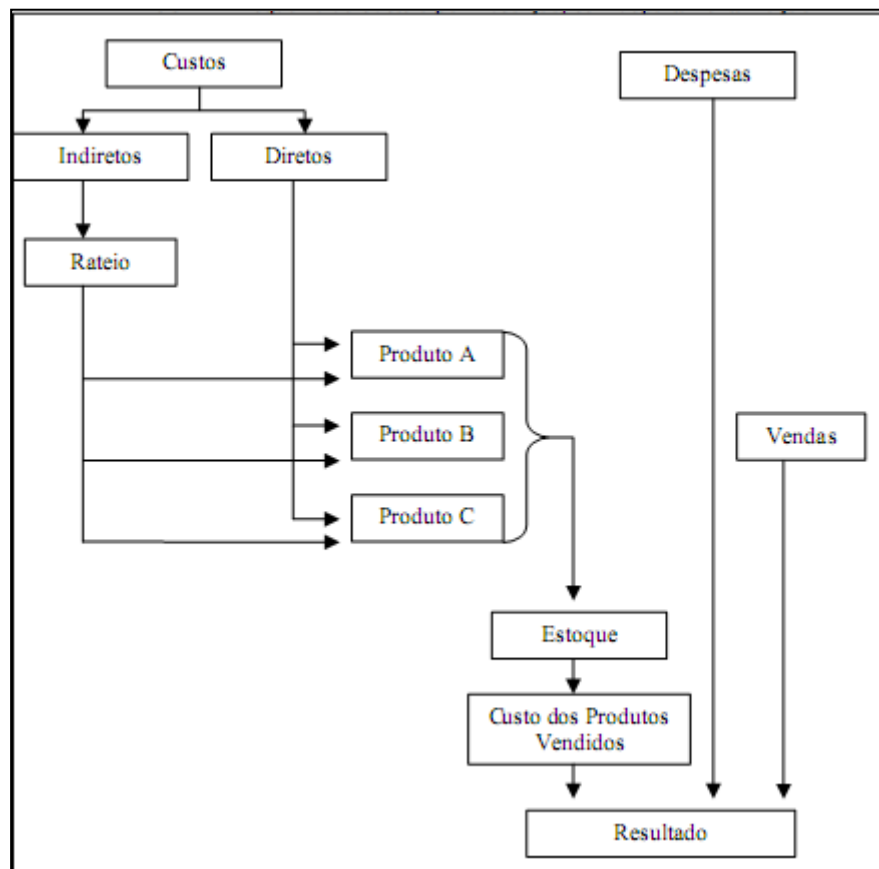 Custos
Despesas
Indiretos
Diretos
Rateio
Produto A
Produto B
Vendas
Produto C
Estoque
Custo dos Produtos
Vendidos
Resultado